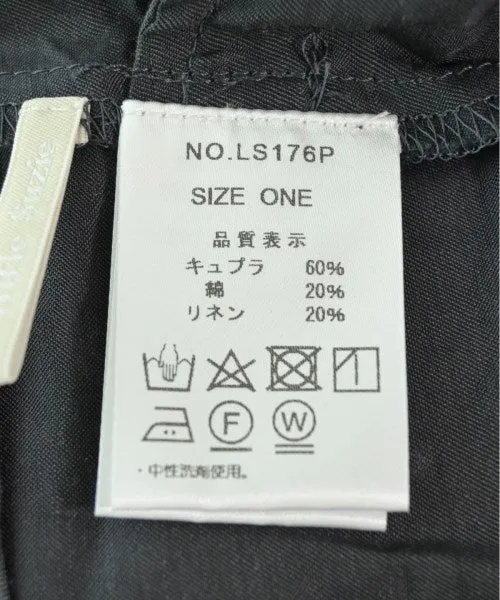 NO.LS176P
SIZE ONE
品質表示
キュプラ 60%
綿 20%
リネン 20%
F W
・中性洗剤使用。
Suzie